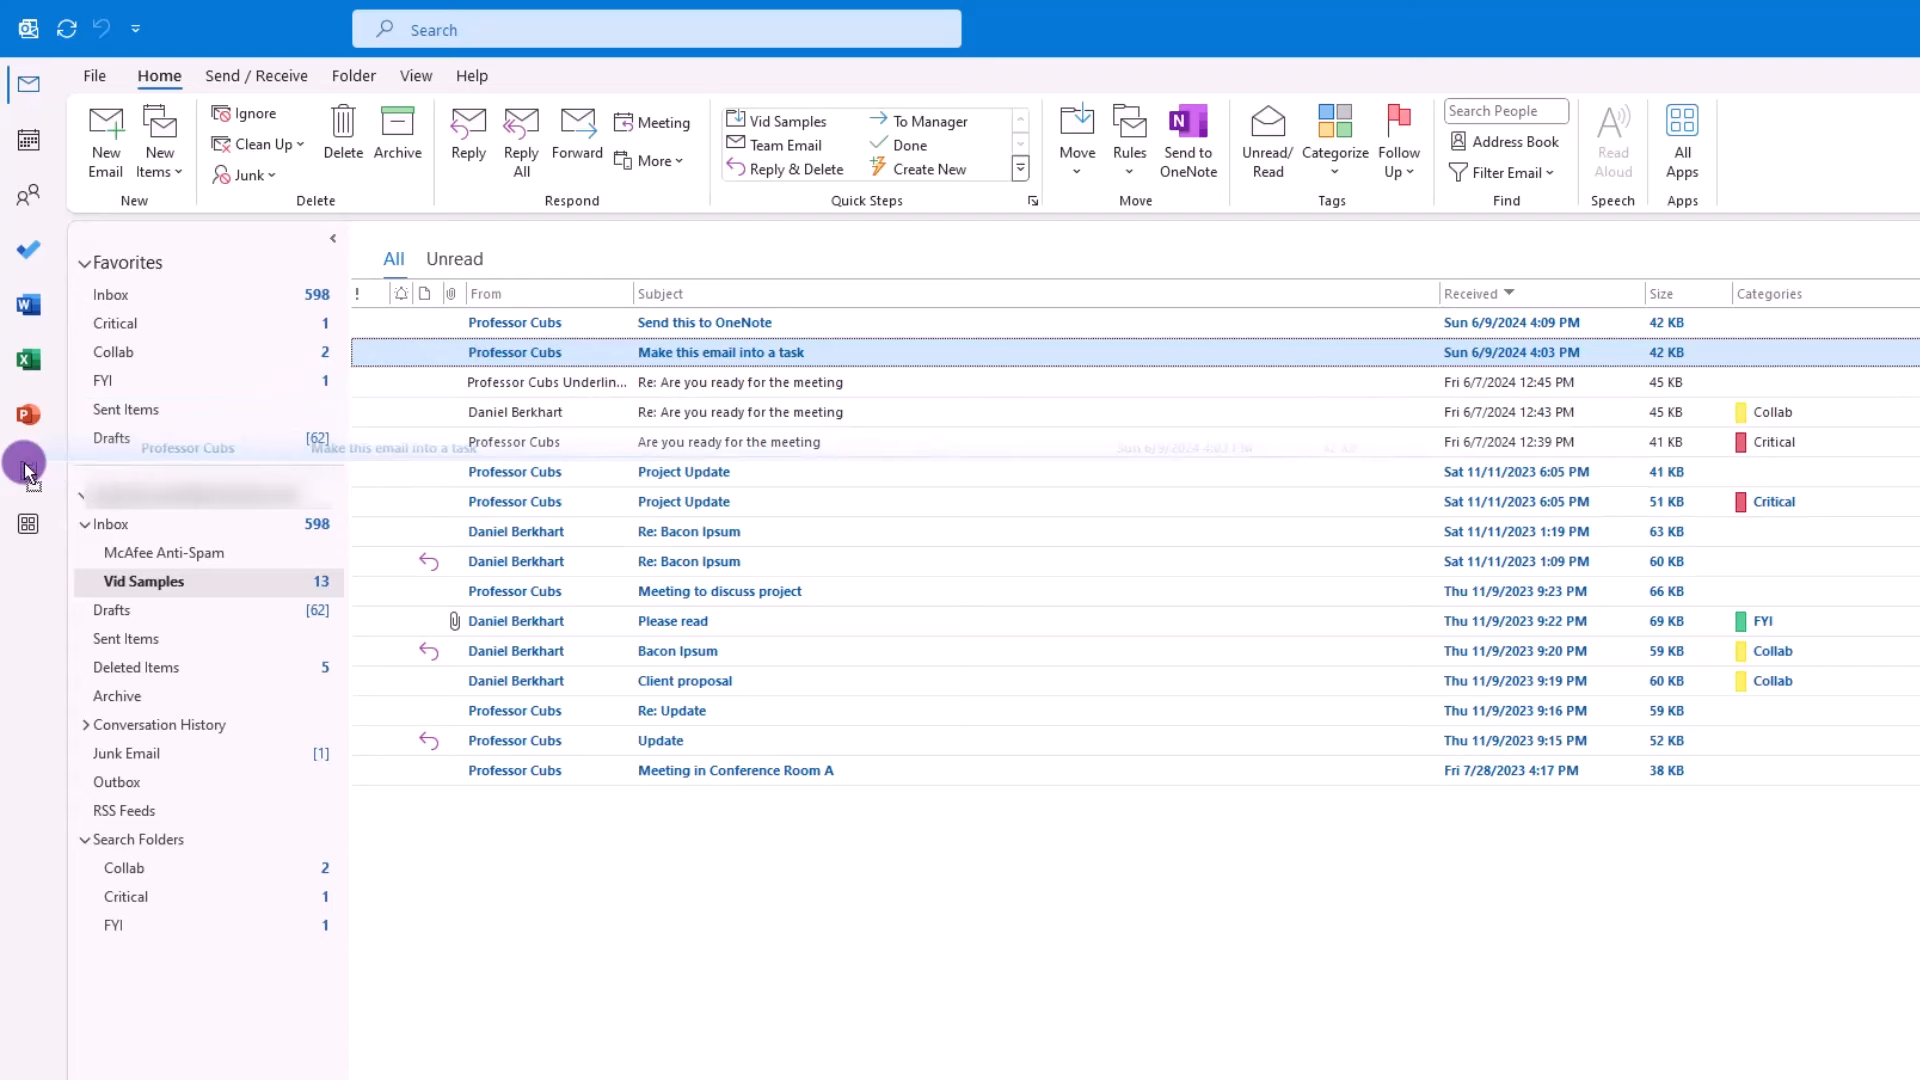 Search
File Home Send / Receive Folder View Help
New Email
New Items
New
Ignore
Clean Up
Junk
Delete
Archive
Delete
Reply
Reply All
Forward
Meeting
More
Respond
Vid Samples
Team Email
Reply & Delete
To Manager
Done
Create New
Quick Steps
Move
Rules
Send to OneNote
Move
Unread/ Read
Categorize
Follow Up
Tags
Search People
Address Book
Filter Email
Find
Read Aloud
Speech
All Apps
Apps
Favorites
Inbox 598
Critical 1
Collab 2
FYI 1
Sent Items
Drafts [62]
Inbox 598
McAfee Anti-Spam
Vid Samples 13
Drafts [62]
Sent Items
Deleted Items 5
Archive
Conversation History
Junk Email [1]
Outbox
RSS Feeds
Search Folders
Collab 2
Critical 1
FYI 1
All Unread
! From Subject Received Size Categories
Professor Cubs Send this to OneNote Sun 6/9/2024 4:09 PM 42 KB
Professor Cubs Make this email into a task Sun 6/9/2024 4:03 PM 42 KB
Professor Cubs Underlin... Re: Are you ready for the meeting Fri 6/7/2024 12:45 PM 45 KB
Daniel Berkhart Re: Are you ready for the meeting Fri 6/7/2024 12:43 PM 45 KB Collab
Professor Cubs Are you ready for the meeting Fri 6/7/2024 12:39 PM 41 KB Critical
Professor Cubs Make this email into a task Sun 6/9/2024 4:03 PM 42 KB
Professor Cubs Project Update Sat 11/11/2023 6:05 PM 41 KB
Professor Cubs Project Update Sat 11/11/2023 6:05 PM 51 KB Critical
Daniel Berkhart Re: Bacon Ipsum Sat 11/11/2023 1:19 PM 63 KB
Daniel Berkhart Re: Bacon Ipsum Sat 11/11/2023 1:09 PM 60 KB
Professor Cubs Meeting to discuss project Thu 11/9/2023 9:23 PM 66 KB
Daniel Berkhart Please read Thu 11/9/2023 9:22 PM 69 KB FYI
Daniel Berkhart Bacon Ipsum Thu 11/9/2023 9:20 PM 59 KB Collab
Daniel Berkhart Client proposal Thu 11/9/2023 9:19 PM 60 KB Collab
Professor Cubs Re: Update Thu 11/9/2023 9:16 PM 59 KB
Professor Cubs Update Thu 11/9/2023 9:15 PM 52 KB
Professor Cubs Meeting in Conference Room A Fri 7/28/2023 4:17 PM 38 KB